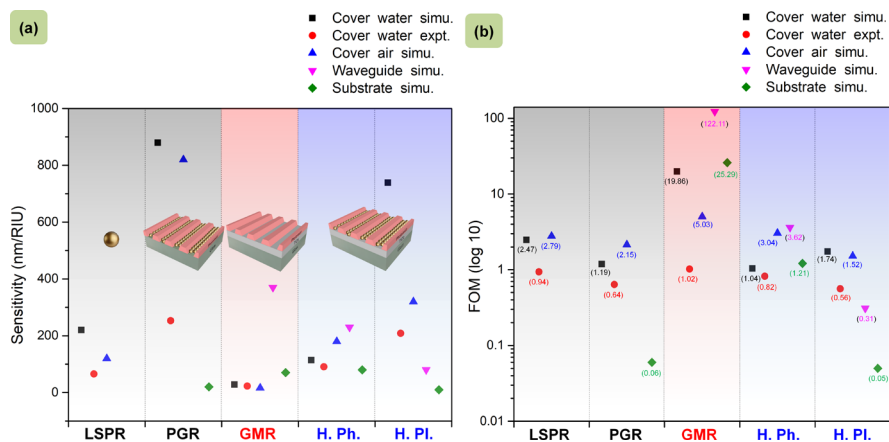 (a)
Cover water simu.
Cover water expt.
Cover air simu.
Waveguide simu.
Substrate simu.
Sensitivity (nm/RIU)
1000
800
600
400
200
0
LSPR PGR GMR H. Ph. H. Pl.
(b)
Cover water simu.
Cover water expt.
Cover air simu.
Waveguide simu.
Substrate simu.
FOM (log 10)
100
10
1
0.1
0.01
(2.47)
(2.79)
(0.94)
(1.19)
(2.15)
(0.64)
(0.06)
(122.11)
(19.86)
(25.29)
(5.03)
(1.02)
(3.04)
(3.62)
(1.04)
(0.82)
(1.21)
(1.74)
(1.52)
(0.56)
(0.31)
(0.05)
LSPR PGR GMR H. Ph. H. Pl.